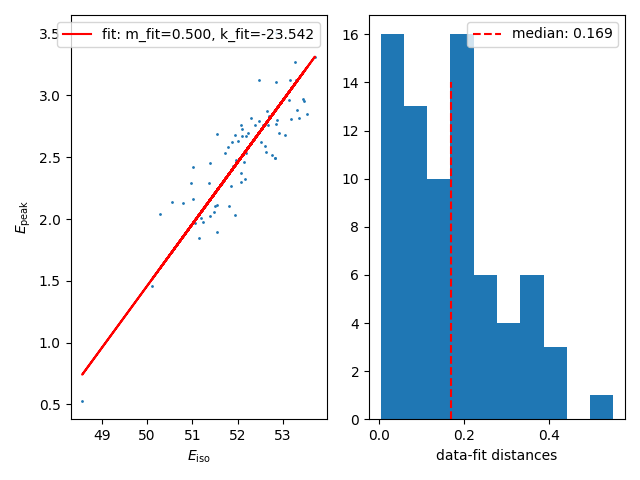 fit: m_fit=0.500, k_fit=-23.542
3.5
3.0
2.5
2.0
1.5
1.0
0.5
E_peak
49 50 51 52 53
E_iso
median: 0.169
16
14
12
10
8
6
4
2
0
0.0 0.2 0.4
data-fit distances